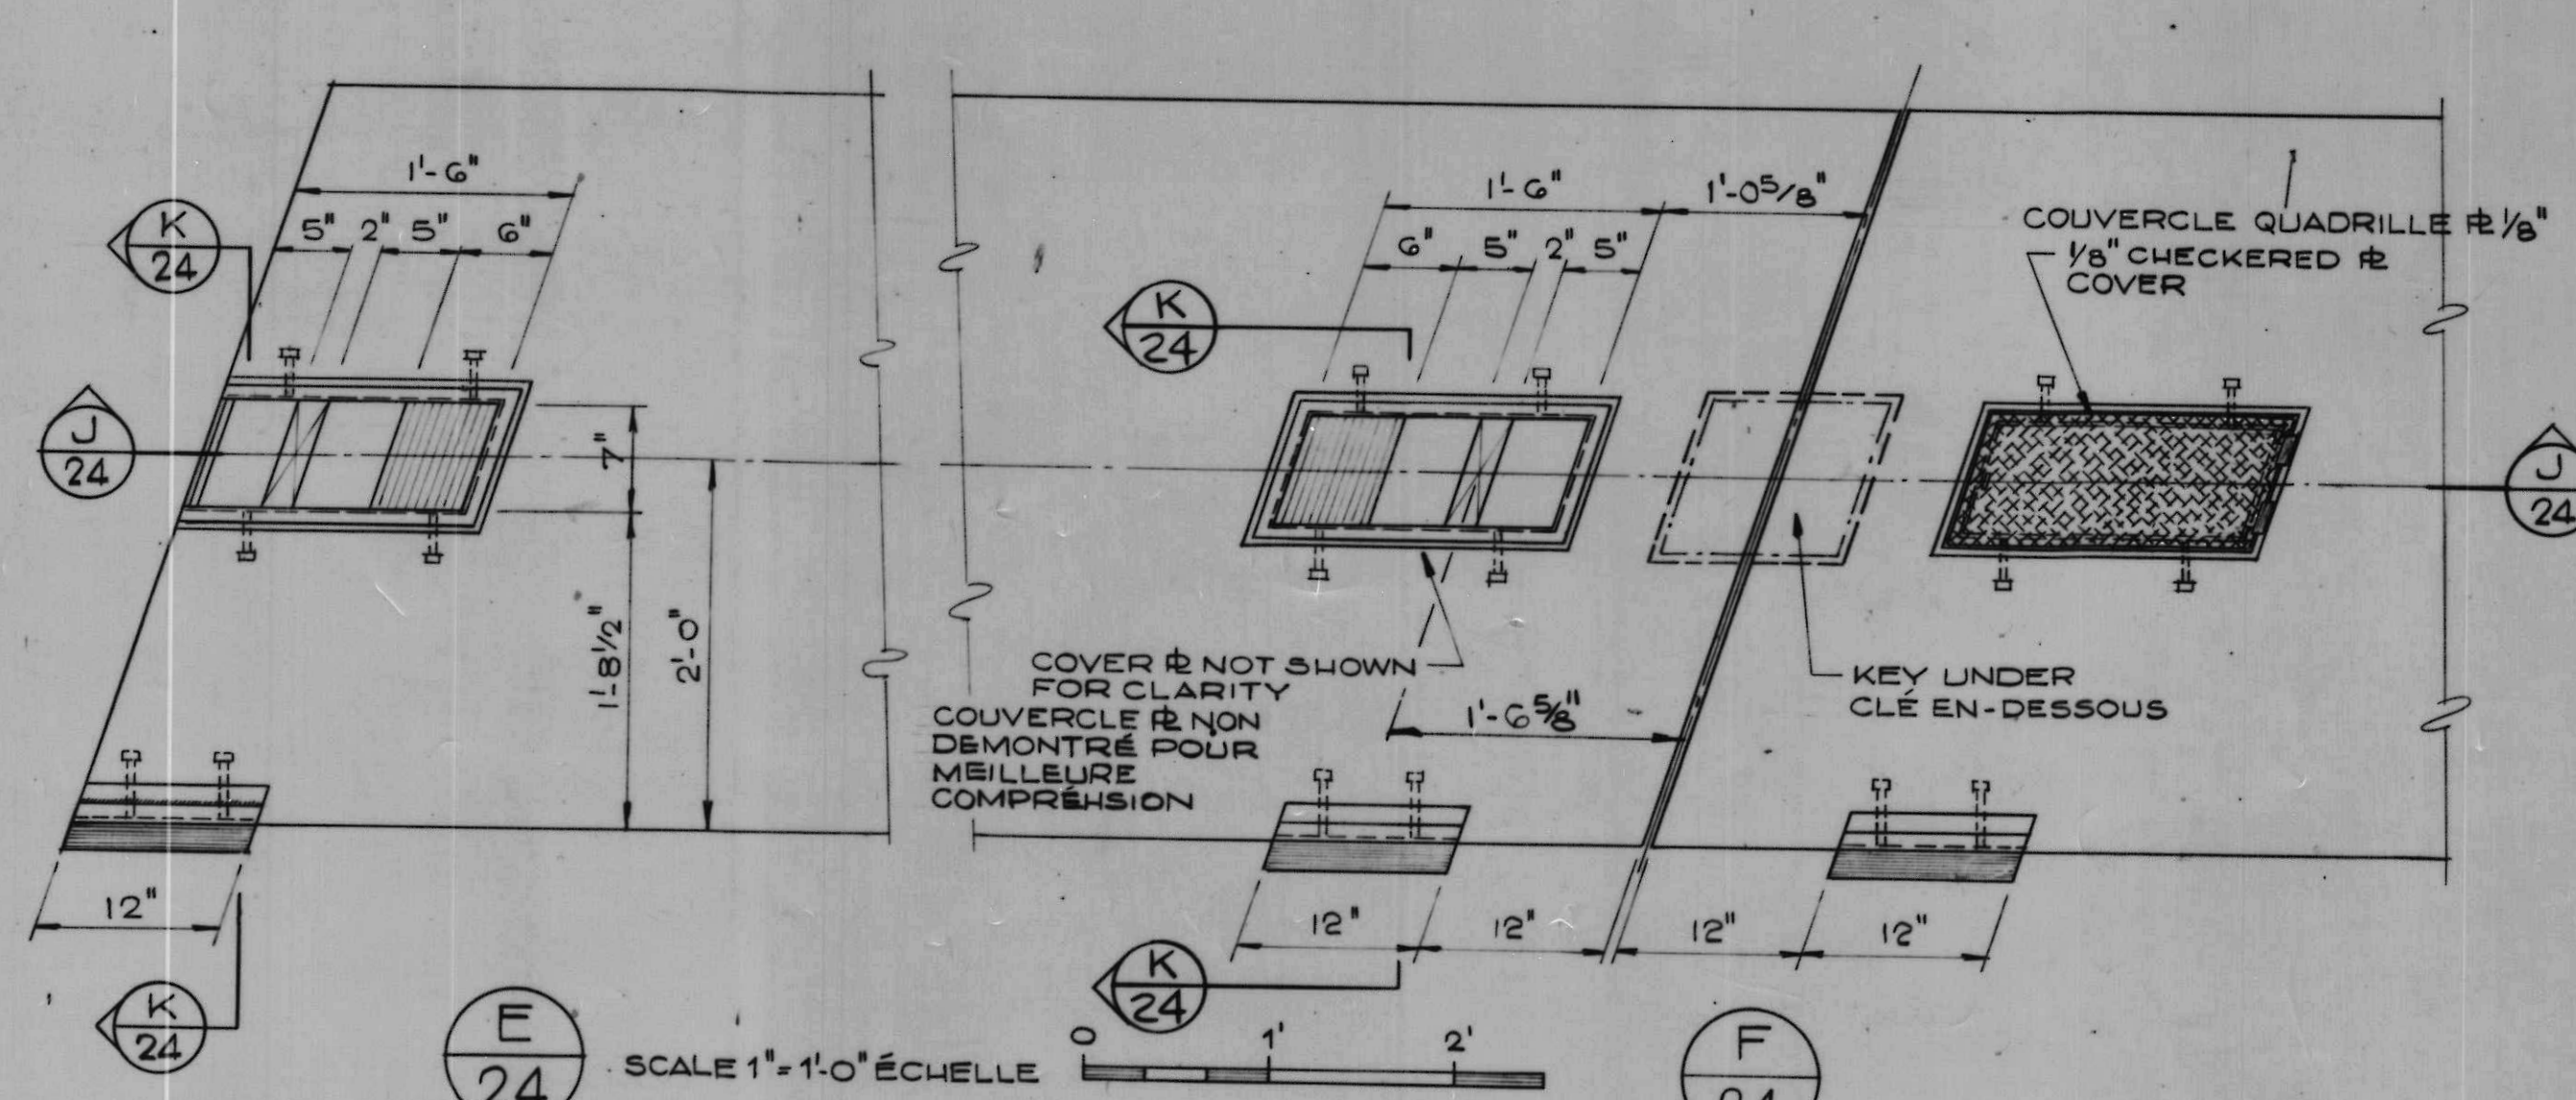 1'-6"
5" 2" 5" 6"
K
24
J
24
7"
1'-8½"
2'-0"
12"
K
24
E
24
SCALE 1"=1'-0" ÉCHELLE
0 1' 2'
1'-6" 1'-05/8"
6" 5" 2" 5"
K
24
COVER ⅊ NOT SHOWN
FOR CLARITY
COUVERCLE ⅊ NON
DEMONTRÉ POUR
MEILLEURE
COMPRÉHSION
1'-6 5/8"
12" 12" 12" 12"
K
24
COUVERCLE QUADRILLE ⅊ 1/8"
1/8" CHECKERED ⅊
COVER
KEY UNDER
CLÉ EN-DESSOUS
J
24
F
24